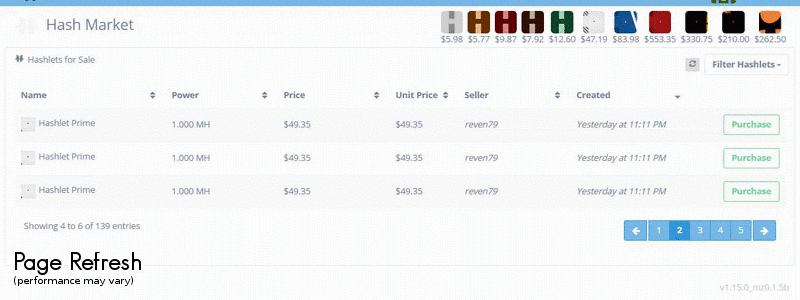 Hash Market
$5.98 $5.77 $9.87 $7.92 $12.60 $47.19 $83.98 $553.35 $330.75 $210.00 $262.50
Hashlets for Sale
Filter Hashlets
Name Power Price Unit Price Seller Created
Hashlet Prime 1.000 MH $49.35 $49.35 reven79 Yesterday at 11:11 PM Purchase
Hashlet Prime 1.000 MH $49.35 $49.35 reven79 Yesterday at 11:11 PM Purchase
Hashlet Prime 1.000 MH $49.35 $49.35 reven79 Yesterday at 11:11 PM Purchase
Showing 4 to 6 of 139 entries
1 2 3 4 5
Page Refresh
(performance may vary)
v1.15.0_mz0.1.5b